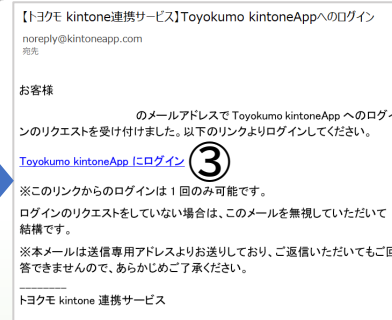 【トヨクモ kintone連携サービス】Toyokumo kintoneAppへのログイン
noreply@kintoneapp.com
宛先
お客様
のメールアドレスで Toyokumo kintoneApp へのログイ
ンのリクエストを受け付けました。以下のリンクよりログインしてください。
Toyokumo kintoneApp にログイン ③
※このリンクからのログインは 1 回のみ可能です。
ログインのリクエストをしていない場合は、このメールを無視していただいて
結構です。
※本メールは送信専用アドレスよりお送りしており、ご返信いただいてもご回
答できませんので、あらかじめご了承ください。
________
トヨクモ kintone 連携サービス